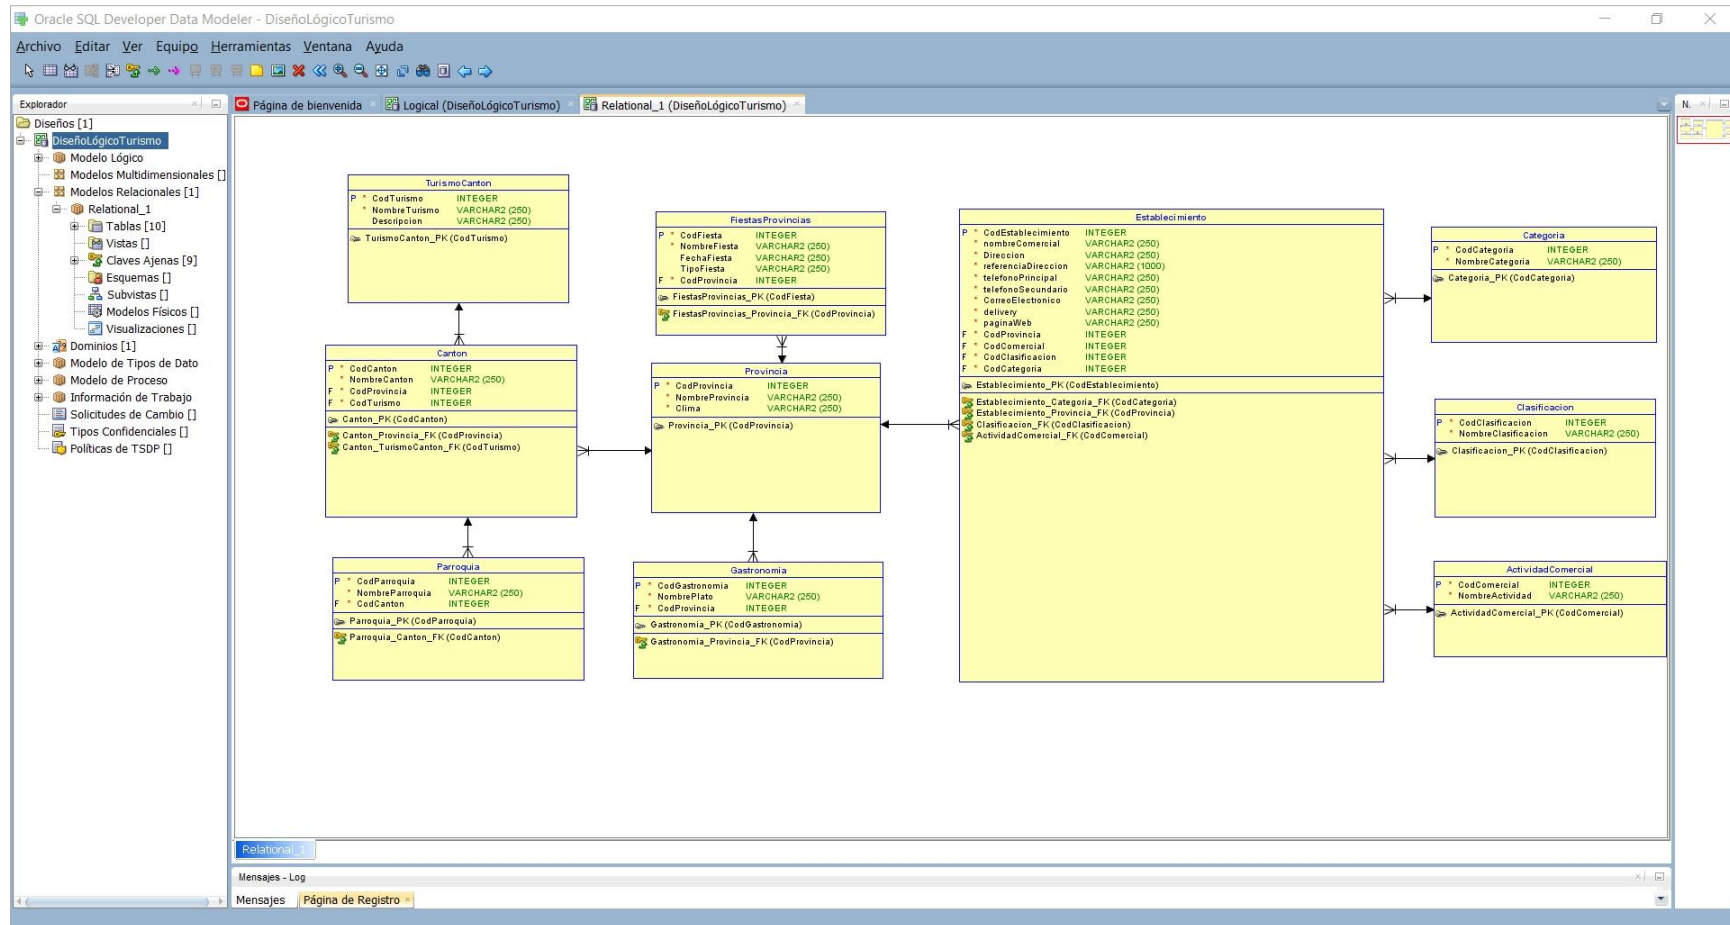 Oracle SQL Developer Data Modeler - DiseñoLógicoTurismo
Archivo Editar Ver Equipo Herramientas Ventana Ayuda
Explorador
Diseños [1]
DiseñoLógicoTurismo
Modelo Lógico
Modelos Multidimensionales []
Modelos Relacionales [1]
Relational_1
Tablas [10]
Vistas []
Claves Ajenas [9]
Esquemas []
Subvistas []
Modelos Físicos []
Visualizaciones []
Dominios [1]
Modelo de Tipos de Dato
Modelo de Proceso
Información de Trabajo
Solicitudes de Cambio []
Tipos Confidenciales []
Políticas de TSDP []
Página de bienvenida
Logical (DiseñoLógicoTurismo)
Relational_1 (DiseñoLógicoTurismo)
N.
TurismoCanton
P * CodTurismo INTEGER
* NombreTurismo VARCHAR2 (250)
Descripcion VARCHAR2 (250)
TurismoCanton_PK (CodTurismo)
FiestasProvincias
P * CodFiesta INTEGER
* NombreFiesta VARCHAR2 (250)
FechaFiesta VARCHAR2 (250)
TipoFiesta VARCHAR2 (250)
F * CodProvincia INTEGER
FiestasProvincias_PK (CodFiesta)
FiestasProvincias_Provincia_FK (CodProvincia)
Establecimiento
P * CodEstablecimiento INTEGER
* nombreComercial VARCHAR2 (250)
* Direccion VARCHAR2 (250)
* referenciaDireccion VARCHAR2 (1000)
* telefonoPrincipal VARCHAR2 (250)
* telefonoSecundario VARCHAR2 (250)
* CorreoElectronico VARCHAR2 (250)
* delivery VARCHAR2 (250)
* paginaWeb VARCHAR2 (250)
F * CodProvincia INTEGER
F * CodComercial INTEGER
F * CodClasificacion INTEGER
F * CodCategoria INTEGER
Establecimiento_PK (CodEstablecimiento)
Establecimiento_Categoria_FK (CodCategoria)
Establecimiento_Provincia_FK (CodProvincia)
Clasificacion_FK (CodClasificacion)
ActividadComercial_FK (CodComercial)
Categoria
P * CodCategoria INTEGER
* NombreCategoria VARCHAR2 (250)
Categoria_PK (CodCategoria)
Canton
P * CodCanton INTEGER
* NombreCanton VARCHAR2 (250)
F * CodProvincia INTEGER
F * CodTurismo INTEGER
Canton_PK (CodCanton)
Canton_Provincia_FK (CodProvincia)
Canton_TurismoCanton_FK (CodTurismo)
Provincia
P * CodProvincia INTEGER
* NombreProvincia VARCHAR2 (250)
* Clima VARCHAR2 (250)
Provincia_PK (CodProvincia)
Clasificacion
P * CodClasificacion INTEGER
* NombreClasificacion VARCHAR2 (250)
Clasificacion_PK (CodClasificacion)
Parroquia
P * CodParroquia INTEGER
* NombreParroquia VARCHAR2 (250)
F * CodCanton INTEGER
Parroquia_PK (CodParroquia)
Parroquia_Canton_FK (CodCanton)
Gastronomia
P * CodGastronomia INTEGER
* NombrePlato VARCHAR2 (250)
F * CodProvincia INTEGER
Gastronomia_PK (CodGastronomia)
Gastronomia_Provincia_FK (CodProvincia)
ActividadComercial
P * CodComercial INTEGER
* NombreActividad VARCHAR2 (250)
ActividadComercial_PK (CodComercial)
Relational_1
Mensajes - Log
Mensajes Página de Registro